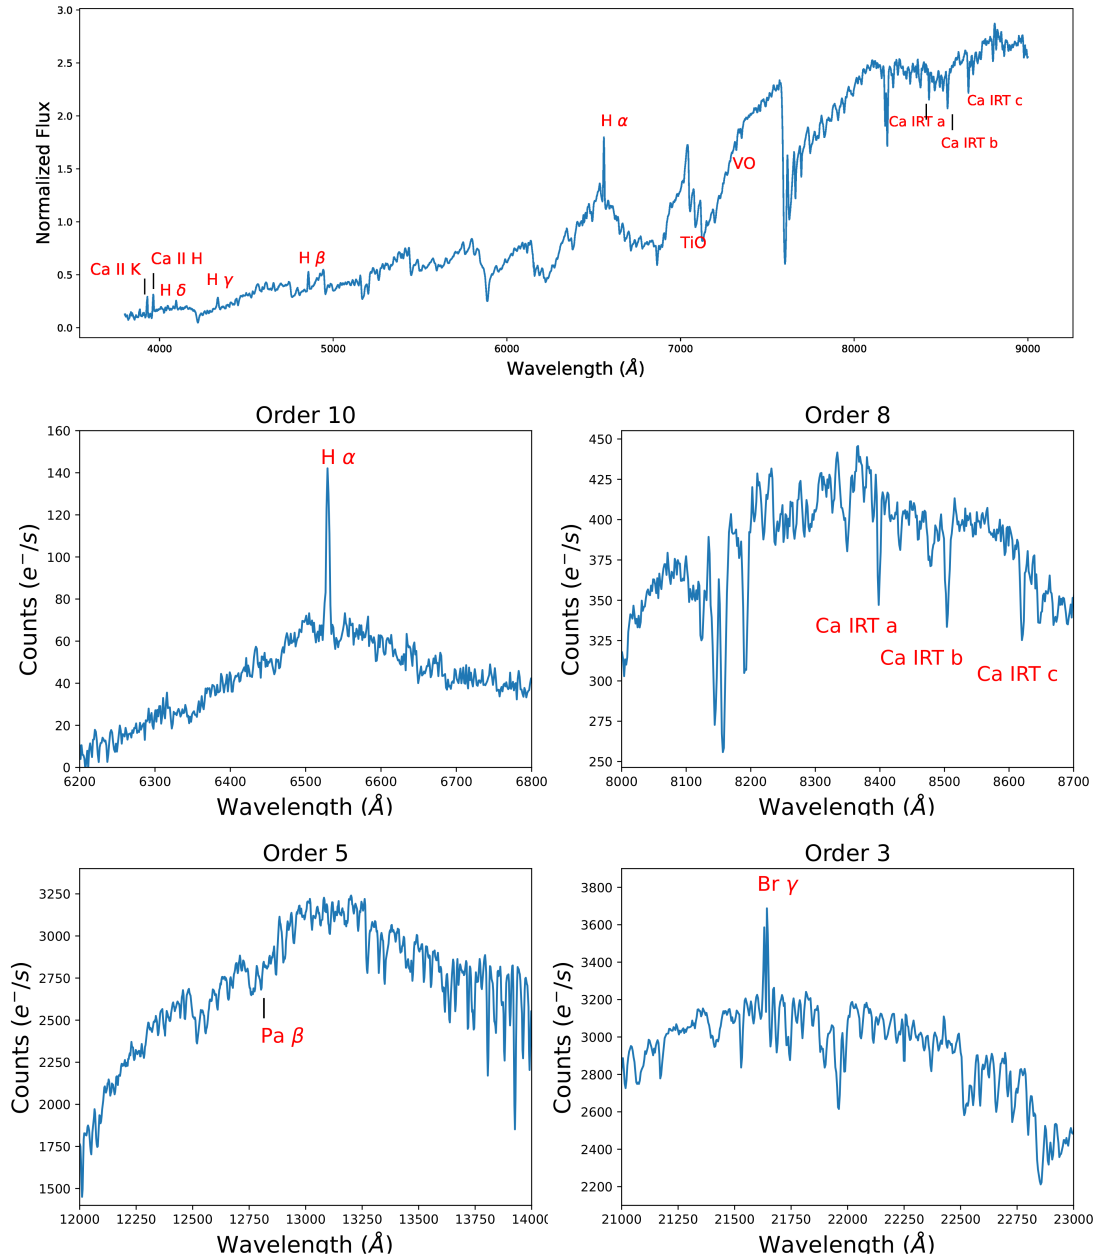 3.0
2.5
2.0
1.5
1.0
0.5
0.0
Normalized Flux
Ca II K
Ca II H
H δ
H γ
H β
H α
TiO
VO
Ca IRT a
Ca IRT b
Ca IRT c
4000 5000 6000 7000 8000 9000
Wavelength (Å)
Order 10
160
140
120
100
80
60
40
20
0
Counts (e⁻/s)
H α
6200 6300 6400 6500 6600 6700 6800
Wavelength (Å)
Order 8
450
425
400
375
350
325
300
275
250
Counts (e⁻/s)
Ca IRT a
Ca IRT b
Ca IRT c
8000 8100 8200 8300 8400 8500 8600 8700
Wavelength (Å)
Order 5
3250
3000
2750
2500
2250
2000
1750
1500
Counts (e⁻/s)
Pa β
12000 12250 12500 12750 13000 13250 13500 13750 14000
Wavelength (Å)
Order 3
3800
3600
3400
3200
3000
2800
2600
2400
2200
Counts (e⁻/s)
Br γ
21000 21250 21500 21750 22000 22250 22500 22750 23000
Wavelength (Å)